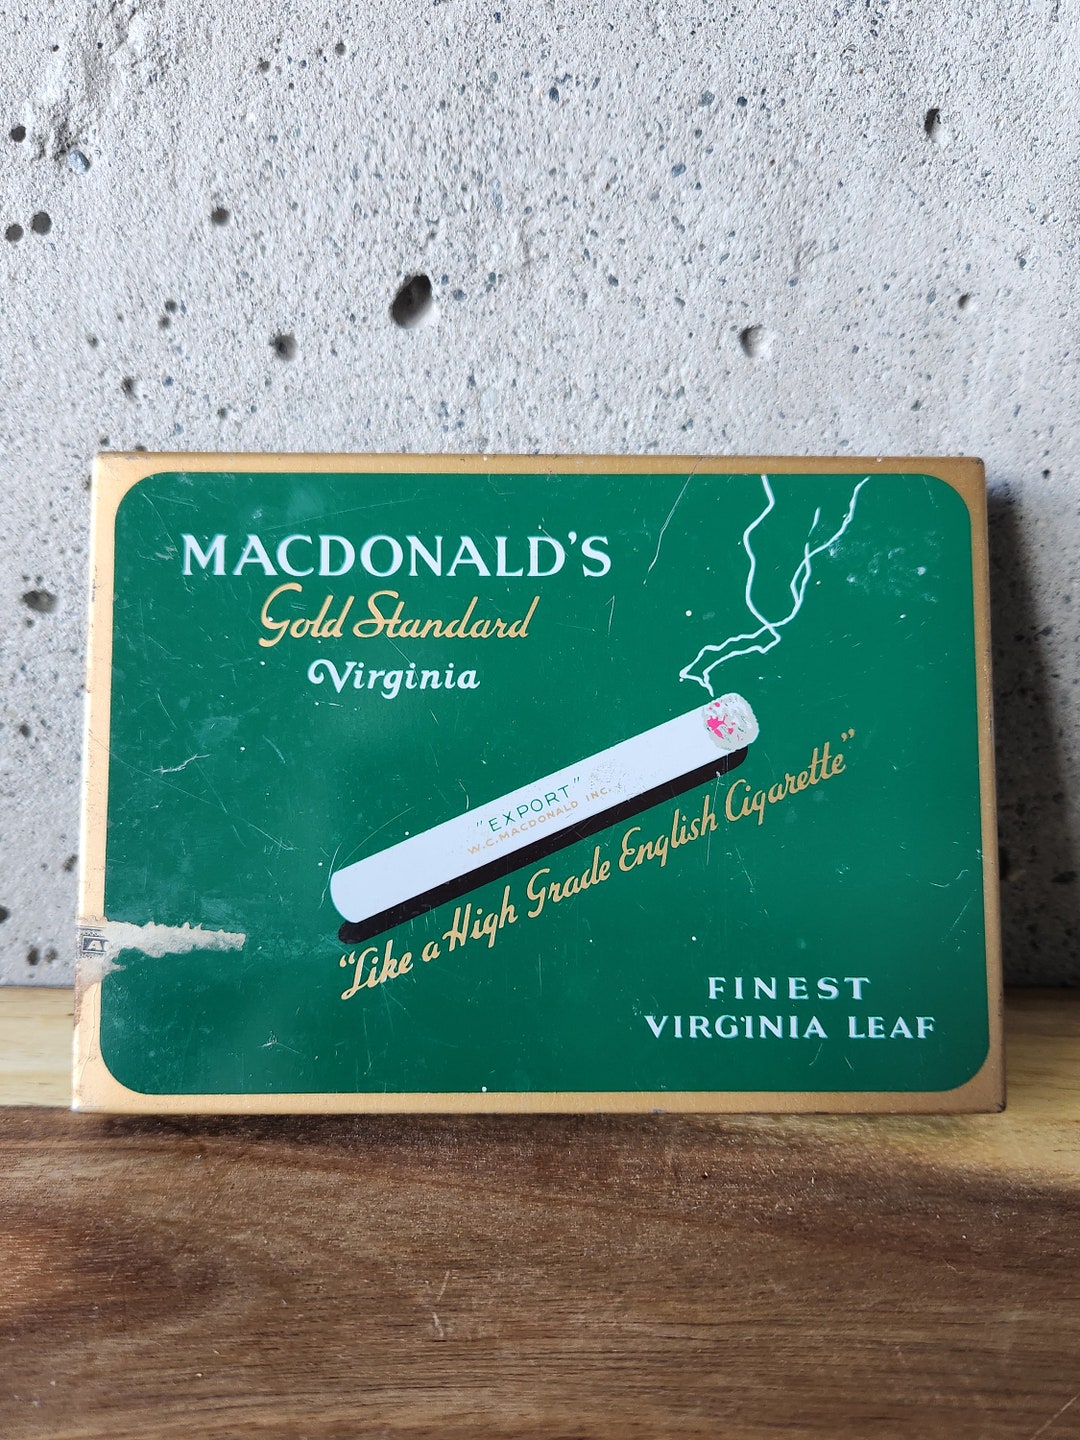 MACDONALD'S
Gold Standard
Virginia
"EXPORT"
W.C. MACDONALD INC.
"Like a High Grade English Cigarette"
FINEST
VIRGINIA LEAF